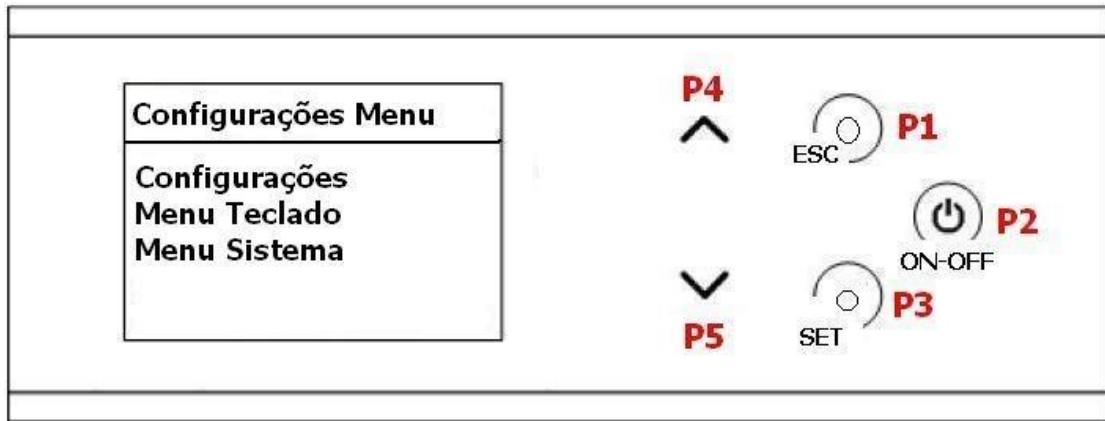 Configurações Menu
Configurações
Menu Teclado
Menu Sistema
P4
ESC
P1
P2
ON-OFF
P3
SET
P5